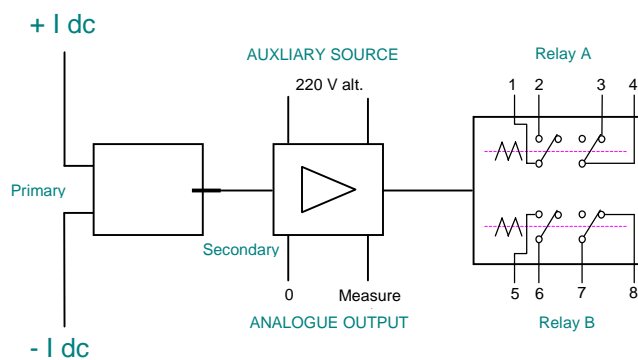 + I dc
AUXLIARY SOURCE
Relay A
220 V alt.
1 2 3 4
Primary
Secondary
0 Measure
5 6 7 8
ANALOGUE OUTPUT
Relay B
- I dc